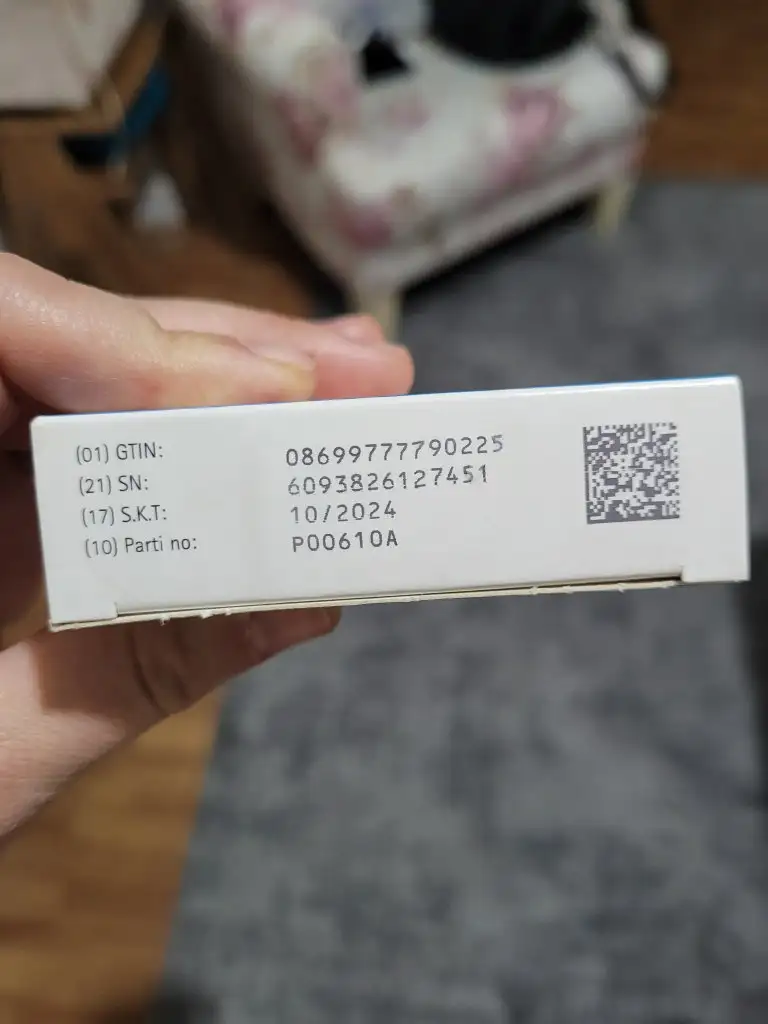 (01) GTIN: 08699777790225
(21) SN: 6093826127451
(17) S.K.T: 10/2024
(10) Parti no: P00610A